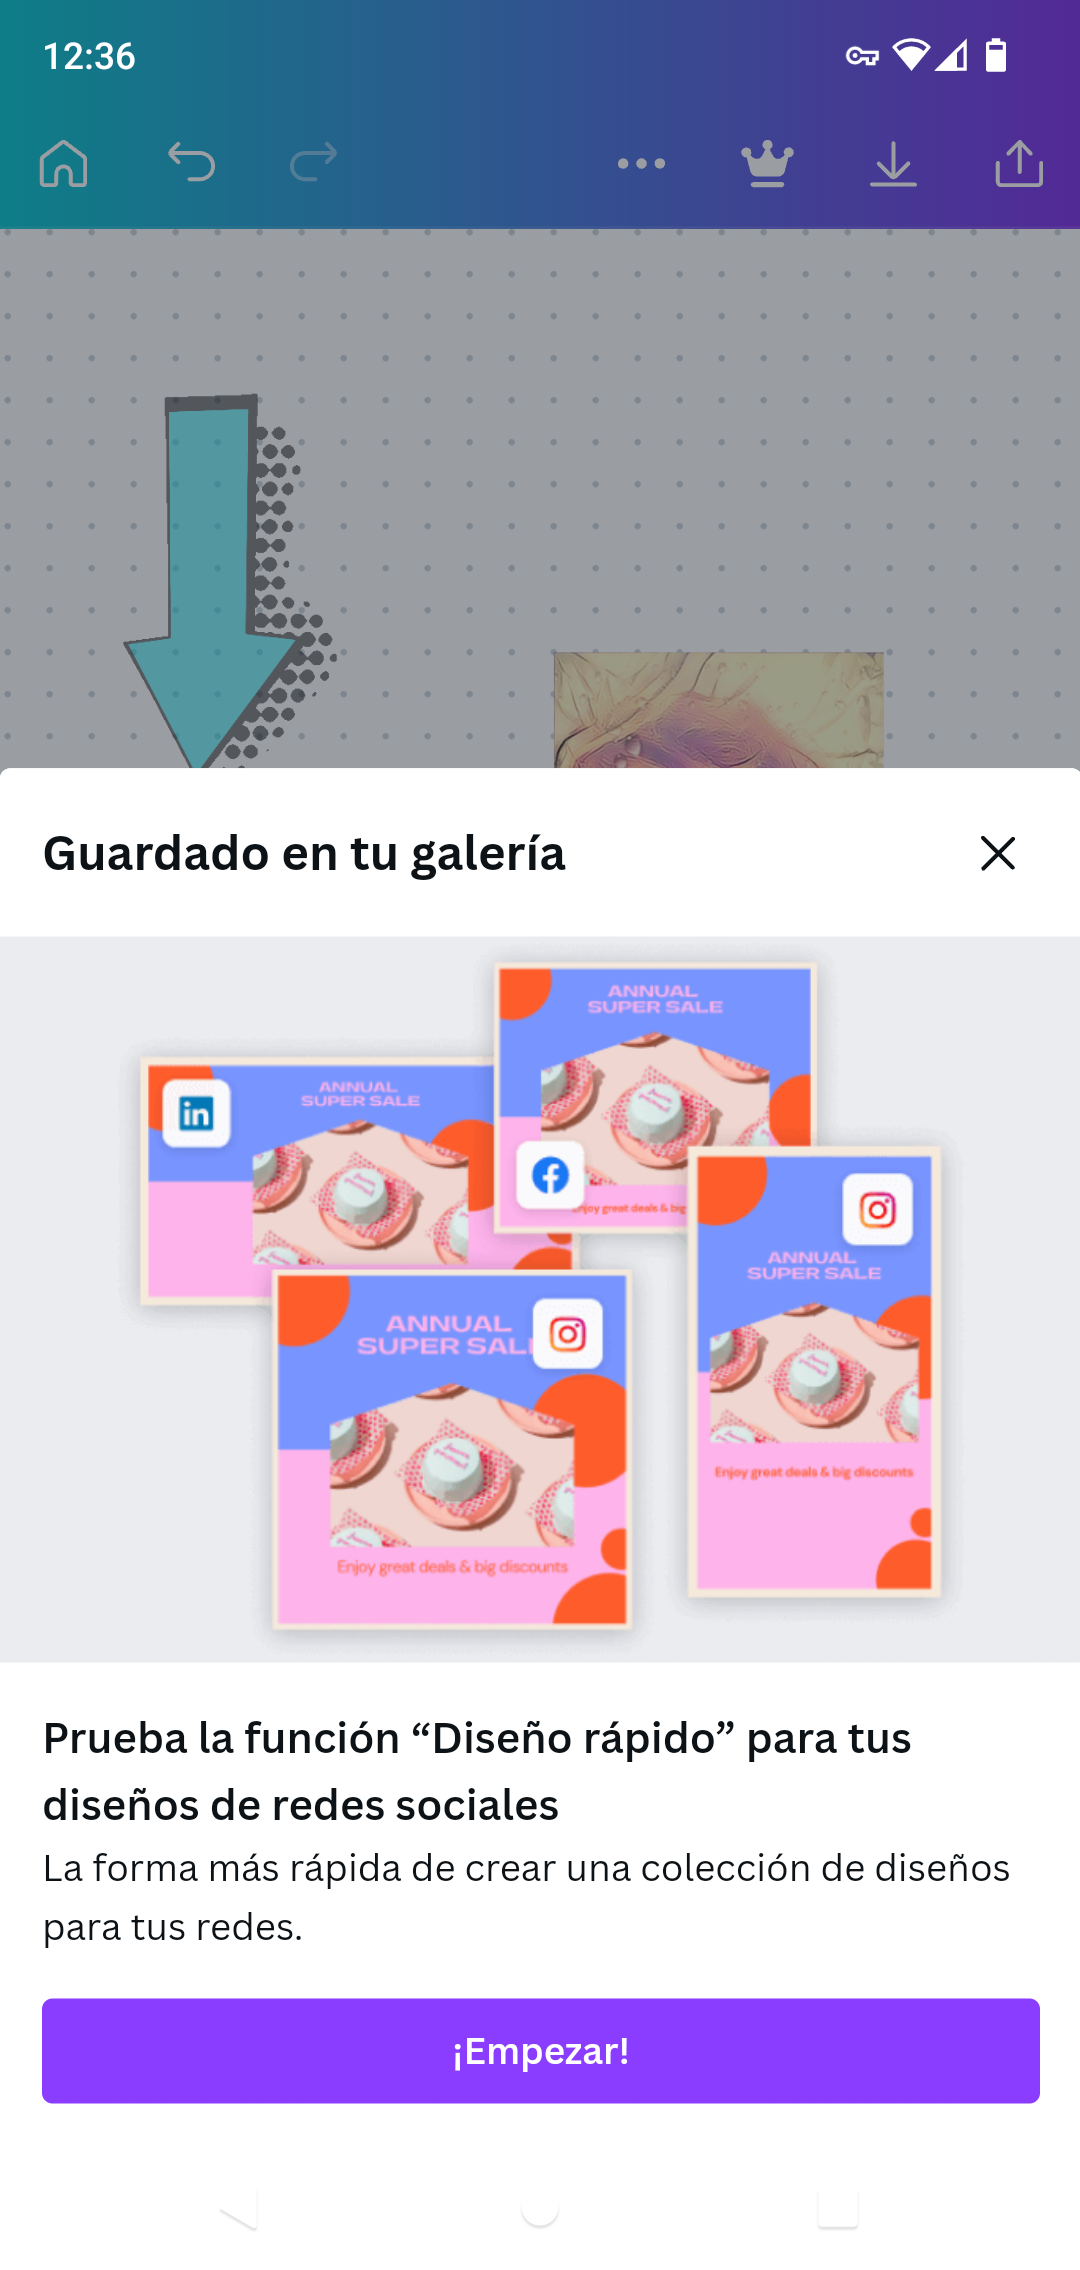 12:36
Guardado en tu galería
ANNUAL
SUPER SALE
ANNUAL
SUPER SALE
in
njoy great deals & big
ANNUAL
SUPER SALE
ANNUAL
SUPER SAL
Enjoy great deals & big discounts
Enjoy great deals & big discounts
Prueba la función “Diseño rápido” para tus
diseños de redes sociales
La forma más rápida de crear una colección de diseños
para tus redes.
¡Empezar!